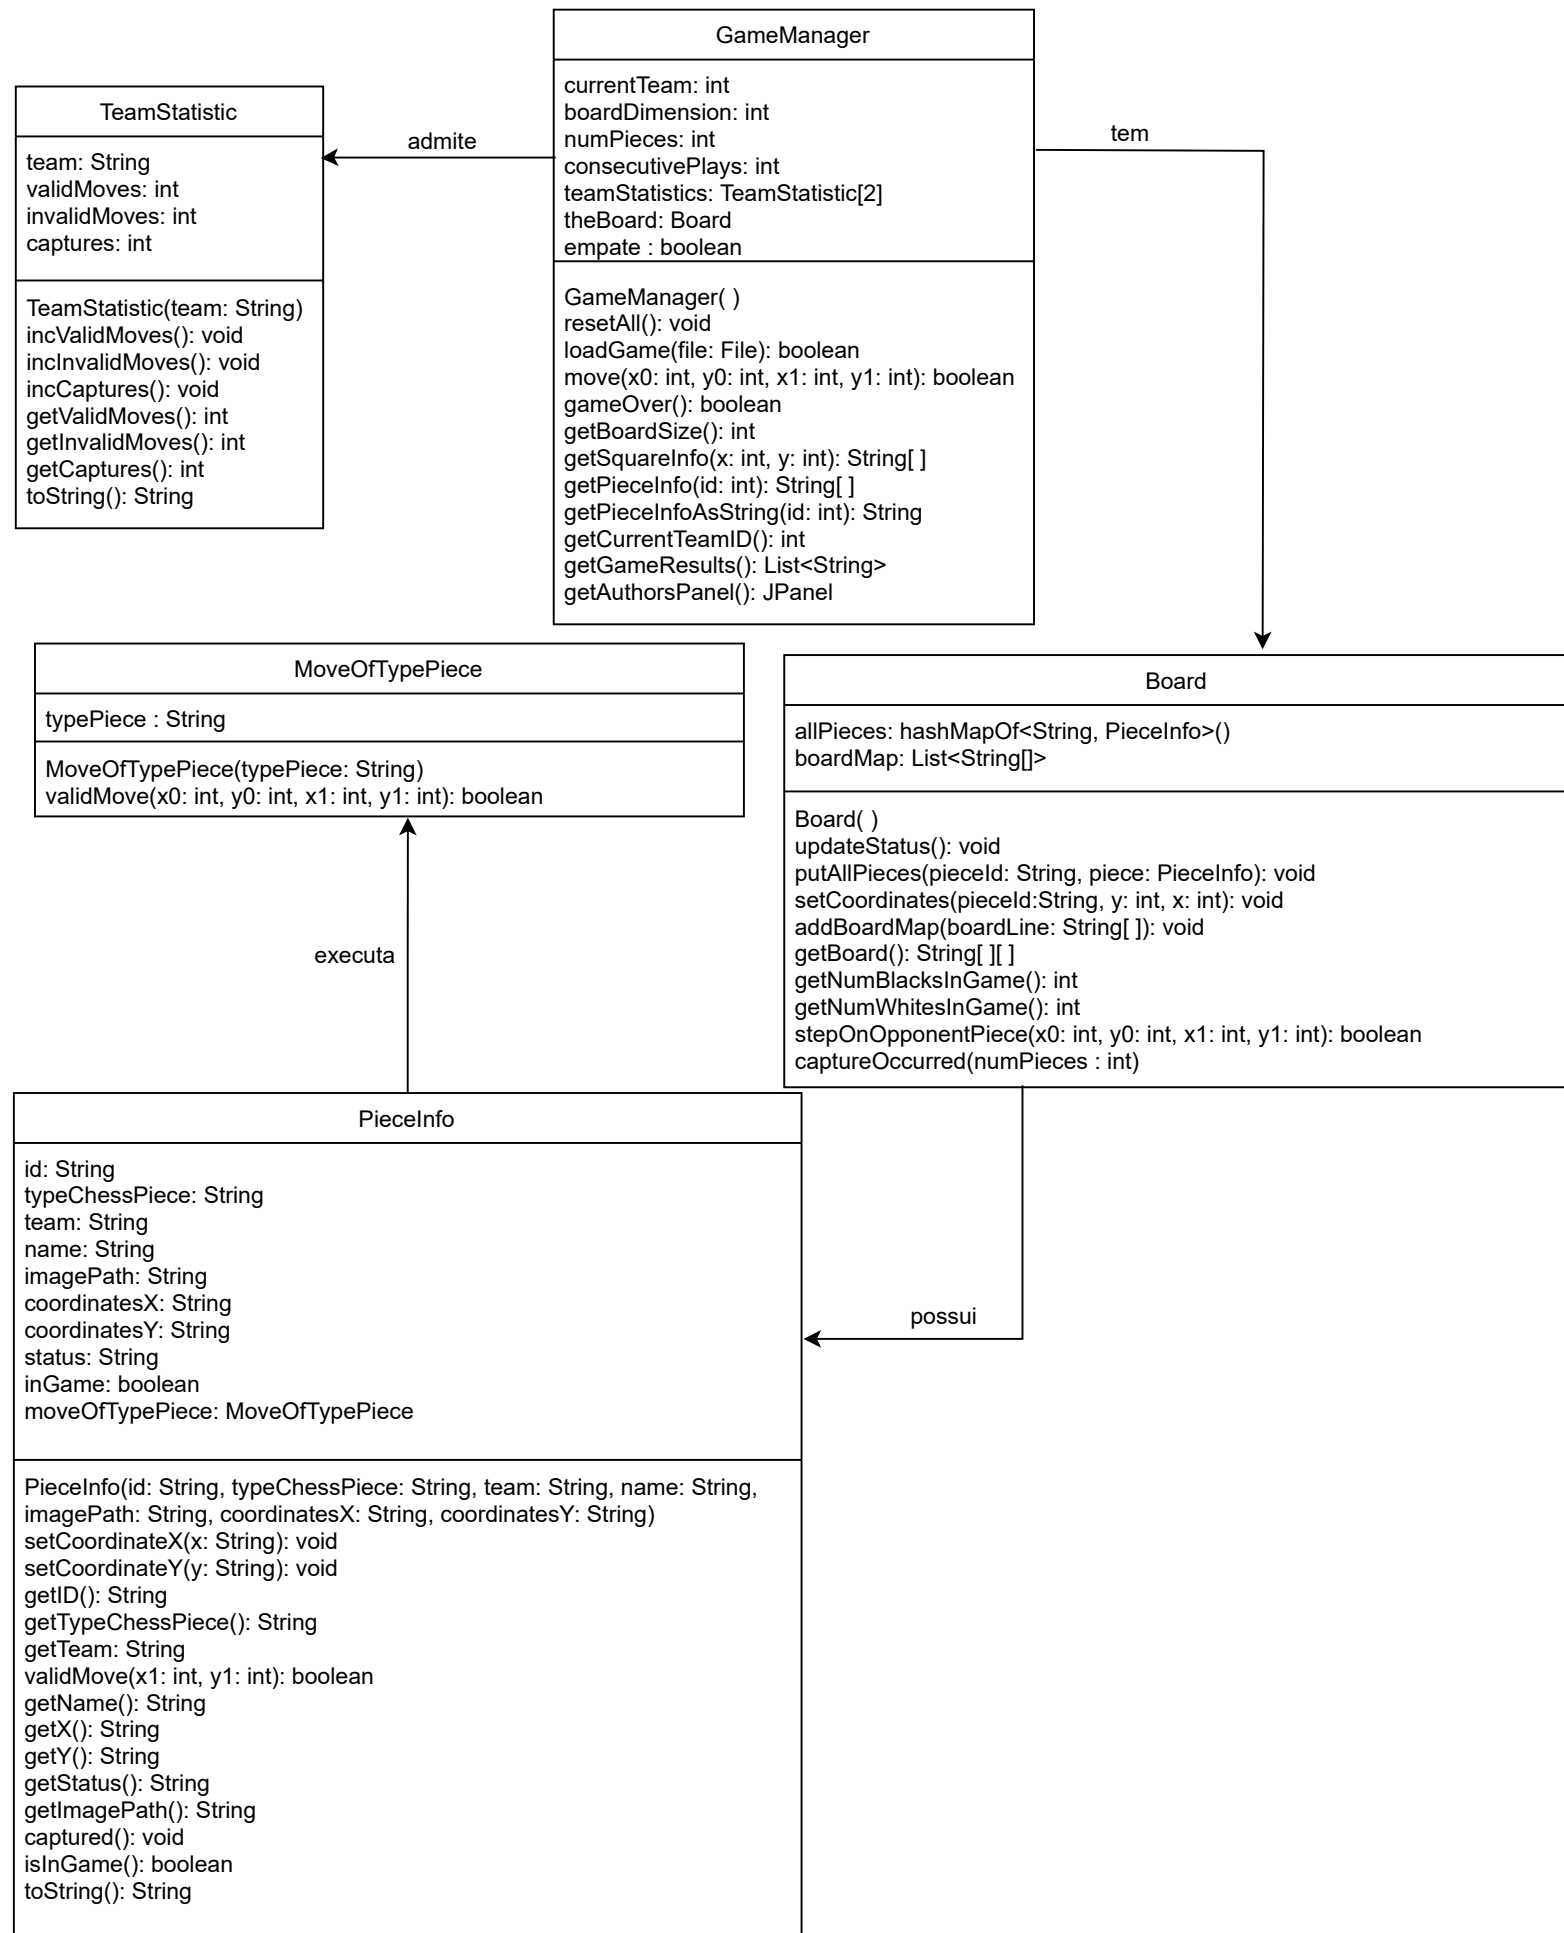 GameManager
currentTeam: int
boardDimension: int
numPieces: int
consecutivePlays: int
teamStatistics: TeamStatistic[2]
theBoard: Board
empate : boolean
GameManager( )
resetAll(): void
loadGame(file: File): boolean
move(x0: int, y0: int, x1: int, y1: int): boolean
gameOver(): boolean
getBoardSize(): int
getSquareInfo(x: int, y: int): String[ ]
getPieceInfo(id: int): String[ ]
getPieceInfoAsString(id: int): String
getCurrentTeamID(): int
getGameResults(): List<String>
getAuthorsPanel(): JPanel
admite
tem
TeamStatistic
team: String
validMoves: int
invalidMoves: int
captures: int
TeamStatistic(team: String)
incValidMoves(): void
incInvalidMoves(): void
incCaptures(): void
getValidMoves(): int
getInvalidMoves(): int
getCaptures(): int
toString(): String
MoveOfTypePiece
typePiece : String
MoveOfTypePiece(typePiece: String)
validMove(x0: int, y0: int, x1: int, y1: int): boolean
executa
Board
allPieces: hashMapOf<String, PieceInfo>()
boardMap: List<String[]>
Board( )
updateStatus(): void
putAllPieces(pieceId: String, piece: PieceInfo): void
setCoordinates(pieceId:String, y: int, x: int): void
addBoardMap(boardLine: String[ ]): void
getBoard(): String[ ][ ]
getNumBlacksInGame(): int
getNumWhitesInGame(): int
stepOnOpponentPiece(x0: int, y0: int, x1: int, y1: int): boolean
captureOccurred(numPieces : int)
possui
PieceInfo
id: String
typeChessPiece: String
team: String
name: String
imagePath: String
coordinatesX: String
coordinatesY: String
status: String
inGame: boolean
moveOfTypePiece: MoveOfTypePiece
PieceInfo(id: String, typeChessPiece: String, team: String, name: String,
imagePath: String, coordinatesX: String, coordinatesY: String)
setCoordinateX(x: String): void
setCoordinateY(y: String): void
getID(): String
getTypeChessPiece(): String
getTeam: String
validMove(x1: int, y1: int): boolean
getName(): String
getX(): String
getY(): String
getStatus(): String
getImagePath(): String
captured(): void
isInGame(): boolean
toString(): String